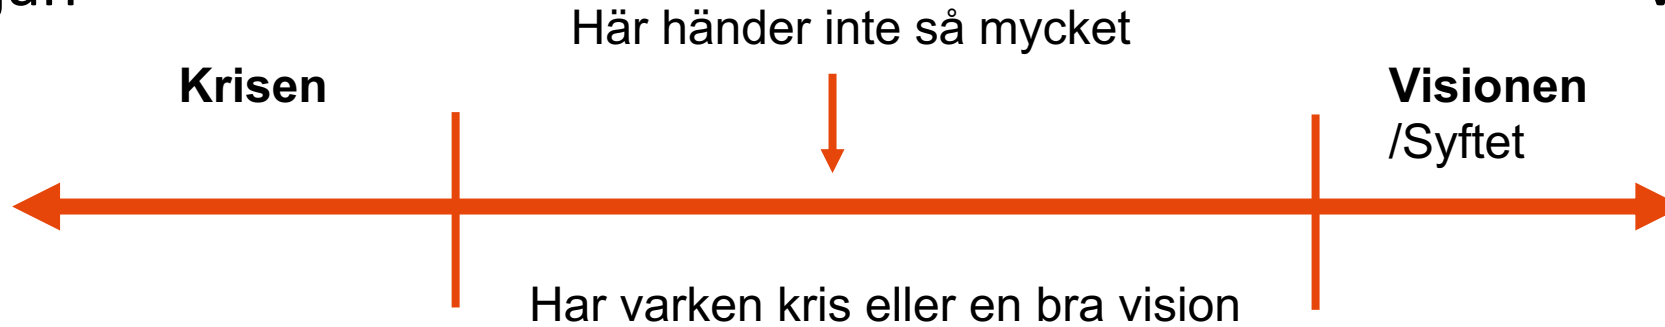 Här händer inte så mycket
Krisen
Visionen
/Syftet
Har varken kris eller en bra vision